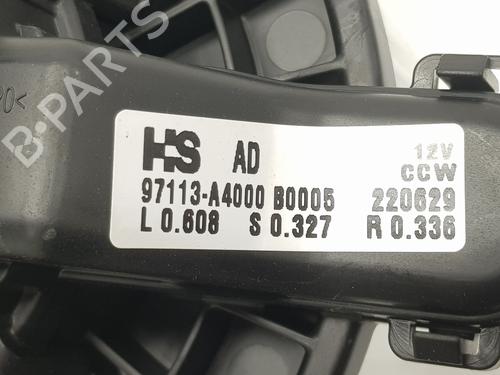 B-PARTS
HS AD 12V
CCW
97113-A4000 B0005 220629
L 0.608 S 0.327 R 0.336